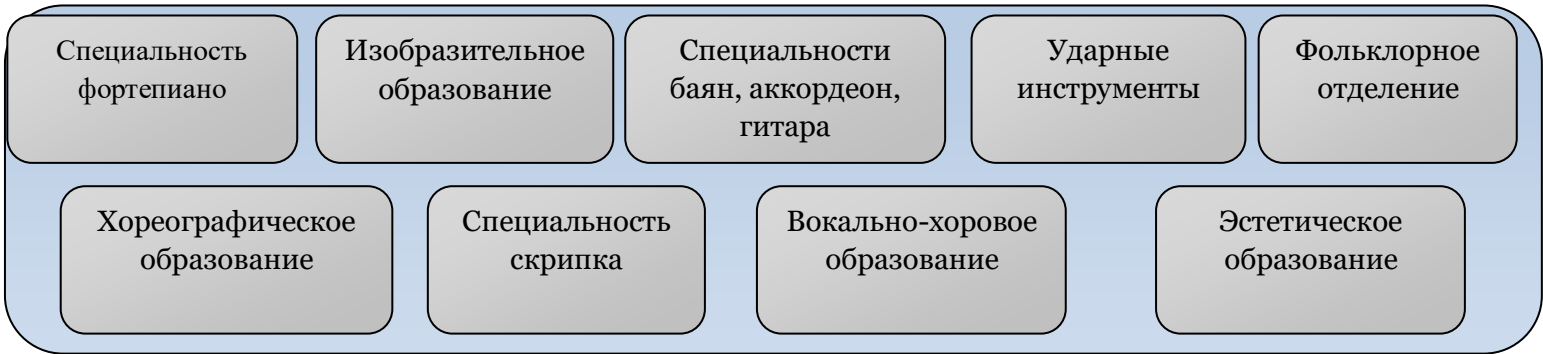 Специальность
фортепиано
Изобразительное
образование
Специальности
баян, аккордеон,
гитара
Ударные
инструменты
Фольклорное
отделение
Хореографическое
образование
Специальность
скрипка
Вокально-хоровое
образование
Эстетическое
образование